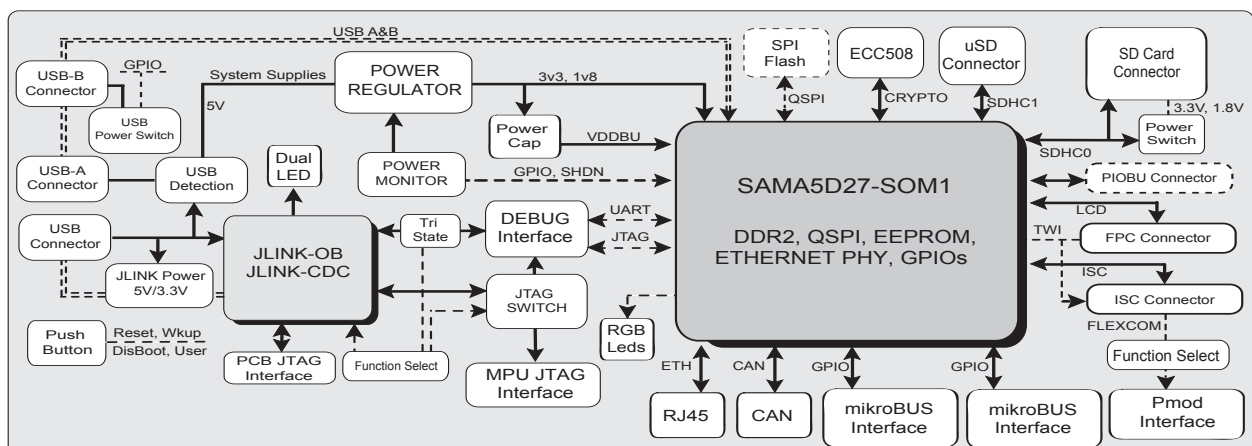 USB A&B
USB-B
Connector
GPIO
USB
Power Switch
System Supplies
5V
POWER
REGULATOR
3v3, 1v8
SPI
Flash
QSPI
ECC508
CRYPTO
uSD
Connector
SDHC1
SD Card
Connector
3.3V, 1.8V
Power
Switch
SDHC0
Power
Cap
VDDBU
USB-A
Connector
USB
Detection
Dual
LED
POWER
MONITOR
GPIO, SHDN
SAMA5D27-SOM1
DDR2, QSPI, EEPROM,
ETHERNET PHY, GPIOs
PIOBU Connector
LCD
TWI
FPC Connector
ISC
ISC Connector
FLEXCOM
Function Select
Pmod
Interface
USB
Connector
JLINK Power
5V/3.3V
JLINK-OB
JLINK-CDC
Tri
State
DEBUG
Interface
UART
JTAG
JTAG
SWITCH
RGB
Leds
Push
Button
Reset, Wkup
DisBoot, User
PCB JTAG
Interface
Function Select
MPU JTAG
Interface
ETH
RJ45
CAN
CAN
GPIO
mikroBUS
Interface
GPIO
mikroBUS
Interface